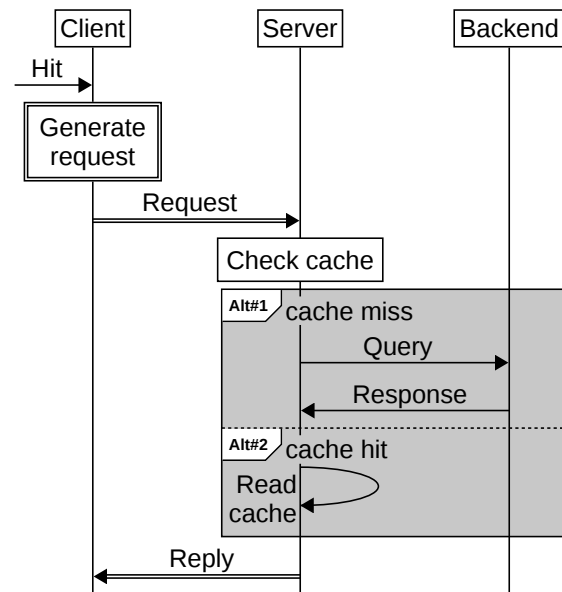 Client
Server
Backend
Hit
Generate
request
Request
Check cache
Alt#1
cache miss
Query
Response
Alt#2
cache hit
Read
cache
Reply